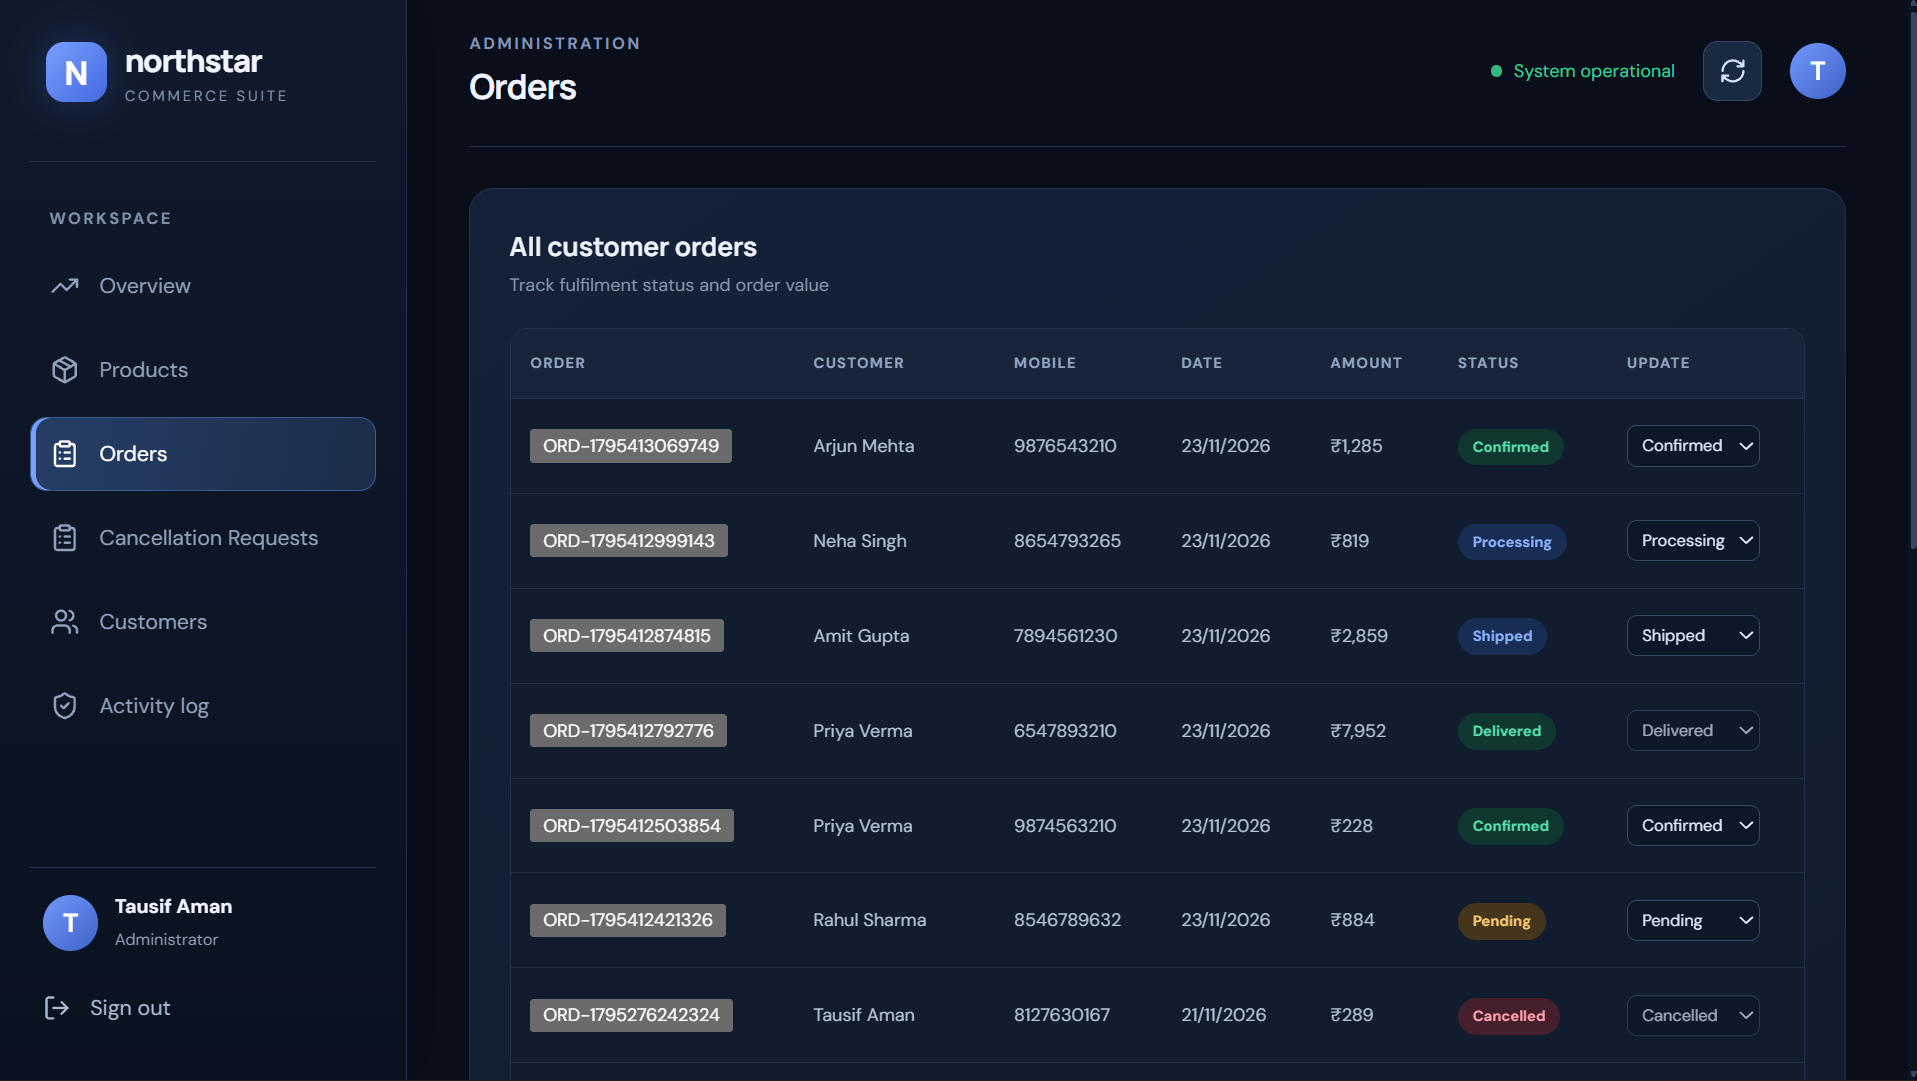 N
northstar
COMMERCE SUITE
WORKSPACE
Overview
Products
Orders
Cancellation Requests
Customers
Activity log
T
Tausif Aman
Administrator
Sign out
ADMINISTRATION
Orders
System operational
T
All customer orders
Track fulfilment status and order value
ORDER CUSTOMER MOBILE DATE AMOUNT STATUS UPDATE
ORD-1795413069749 Arjun Mehta 9876543210 23/11/2026 ₹1,285 Confirmed Confirmed
ORD-1795412999143 Neha Singh 8654793265 23/11/2026 ₹819 Processing Processing
ORD-1795412874815 Amit Gupta 7894561230 23/11/2026 ₹2,859 Shipped Shipped
ORD-1795412792776 Priya Verma 6547893210 23/11/2026 ₹7,952 Delivered Delivered
ORD-1795412503854 Priya Verma 9874563210 23/11/2026 ₹228 Confirmed Confirmed
ORD-1795412421326 Rahul Sharma 8546789632 23/11/2026 ₹884 Pending Pending
ORD-1795276242324 Tausif Aman 8127630167 21/11/2026 ₹289 Cancelled Cancelled